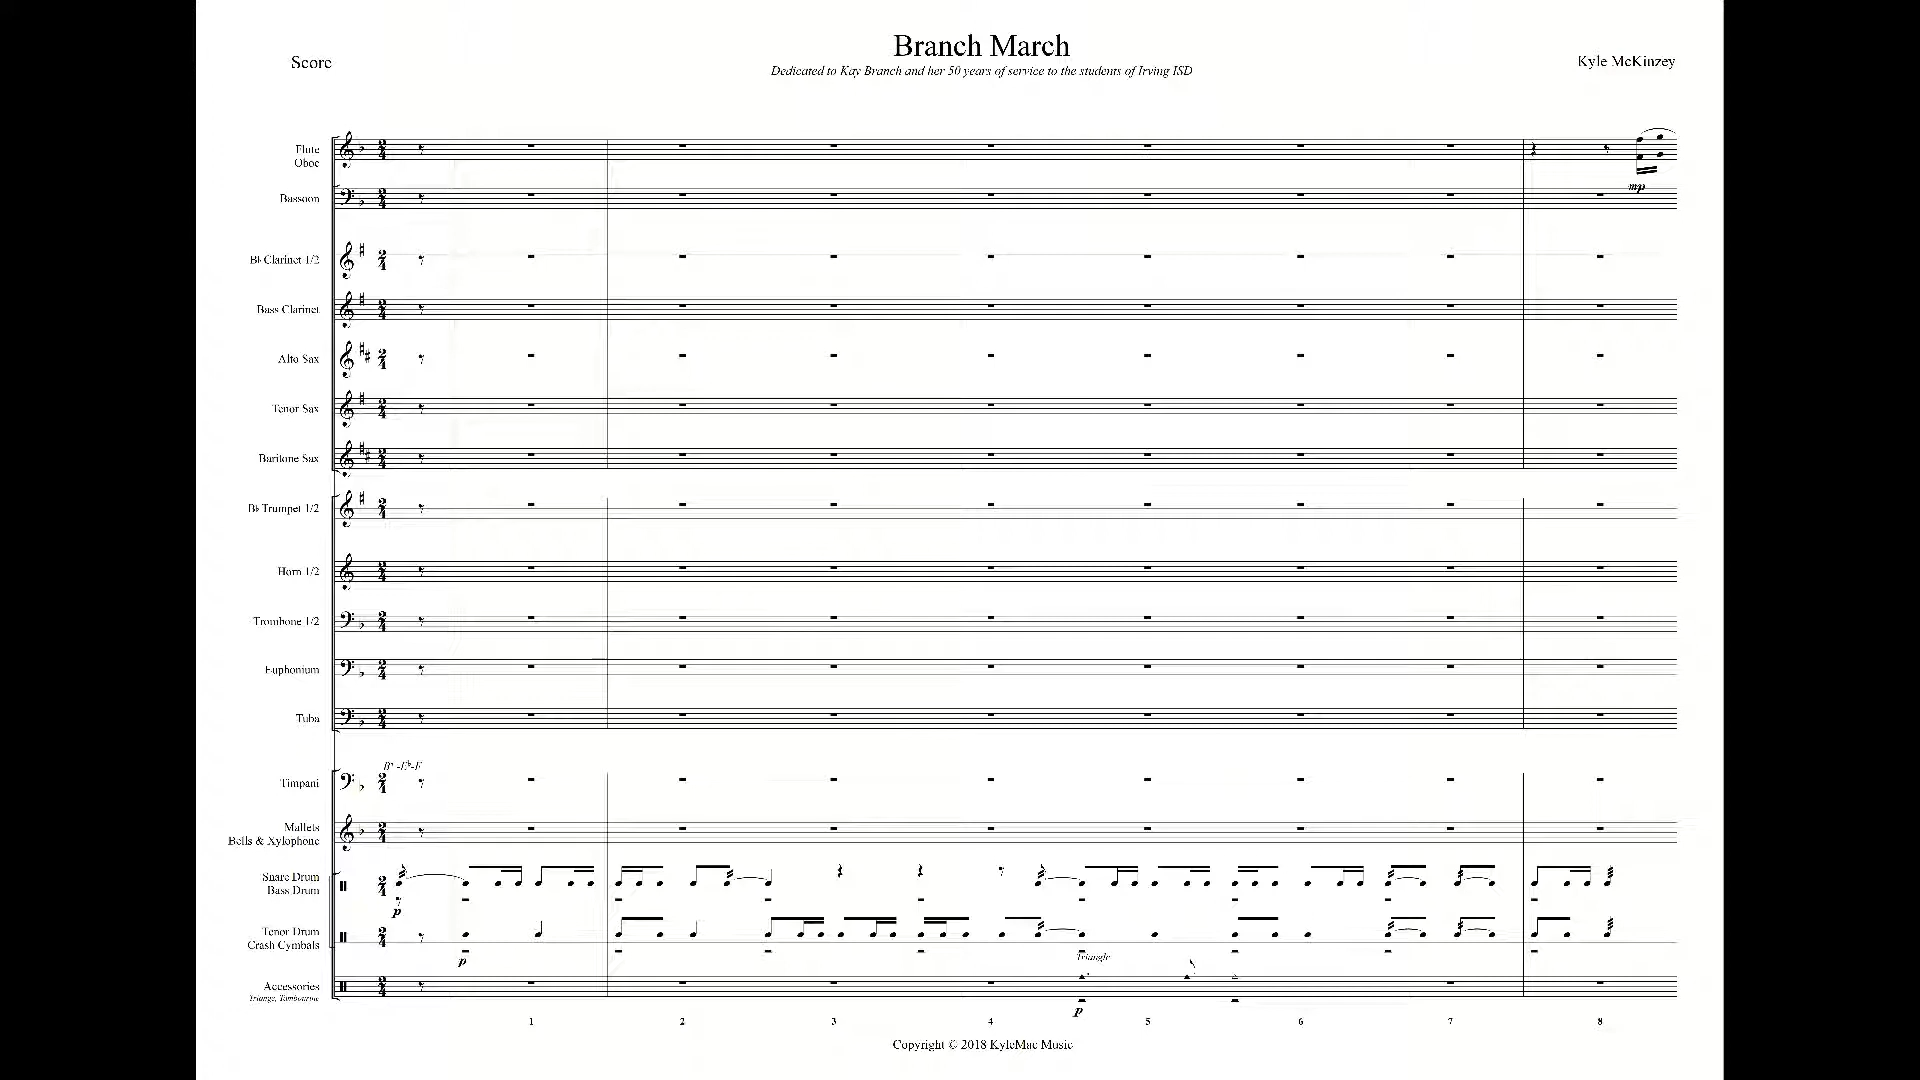 Branch March
Score
Dedicated to Kay Branch and her 50 years of service to the students of Irving ISD
Kyle McKinzey
Flute
Oboe
mp
Bassoon
B♭ Clarinet 1/2
Bass Clarinet
Alto Sax
Tenor Sax
Baritone Sax
B♭ Trumpet 1/2
Horn 1/2
Trombone 1/2
Euphonium
Tuba
Timpani
Mallets
Bells & Xylophone
Snare Drum
Bass Drum
p
Tenor Drum
Crash Cymbals
p
Triangle
Accessories
Triange, Tambourine
p
1 2 3 4 5 6 7 8
Copyright © 2018 KyleMac Music